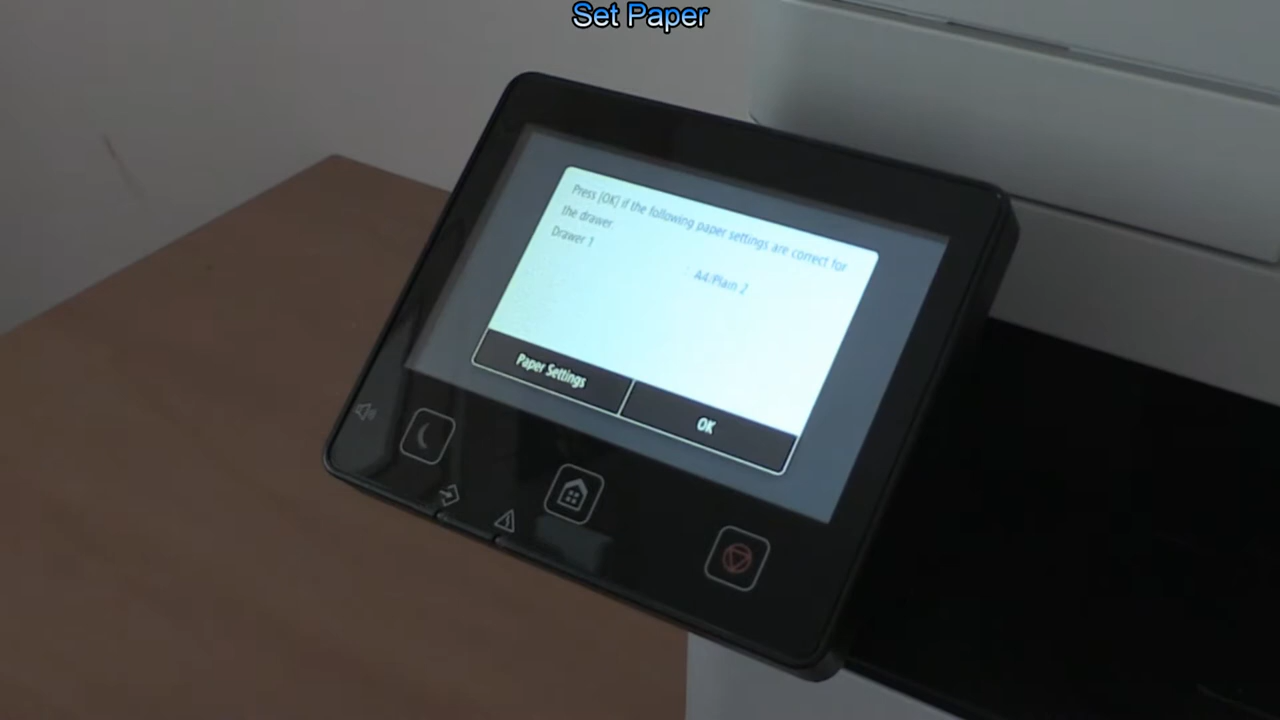 Set Paper
Press [OK] if the following paper settings are correct for
the drawer.
Drawer 1
: A4/Plain 2
Paper Settings
OK